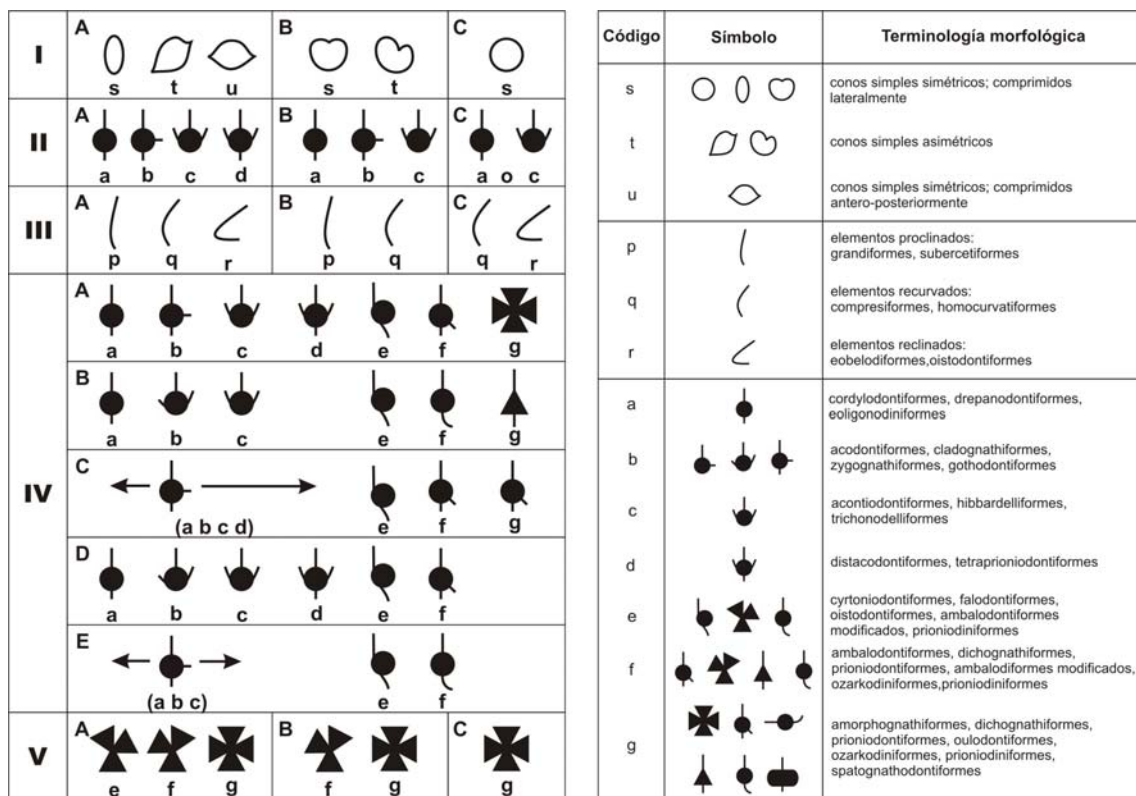 I
A
B
C
s t u
s t
s
II
A
B
C
a b c d
a b c
a o c
III
A
B
C
p q r
p q
q r
IV
A
a b c d e f g
B
a b c e f g
C
(a b c d) e f g
D
a b c d e f
E
(a b c) e f
V
A
B
C
e f g
f g
g
Código Símbolo Terminología morfológica
s
conos simples simétricos; comprimidos
lateralmente
t
conos simples asimétricos
u
conos simples simétricos; comprimidos
antero-posteriormente
p
elementos proclinados:
grandiformes, subercetiformes
q
elementos recurvados:
compresiformes, homocurvatiformes
r
elementos reclinados:
eobelodiformes,oistodontiformes
a
cordylodontiformes, drepanodontiformes,
eoligonodiniformes
b
acodontiformes, cladognathiformes,
zygognathiformes, gothodontiformes
c
acontiodontiformes, hibbardelliformes,
trichonodelliformes
d
distacodontiformes, tetraprioniodontiformes
e
cyrtoniodontiformes, falodontiformes,
oistodontiformes, ambalodontiformes
modificados, prioniodiniformes
f
ambalodontiformes, dichognathiformes,
prioniodontiformes, ambalodiformes modificados,
ozarkodiniformes,prioniodiniformes
g
amorphognathiformes, dichognathiformes,
prioniodontiformes, oulodontiformes,
ozarkodiniformes, prioniodiniformes,
spatognathodontiformes